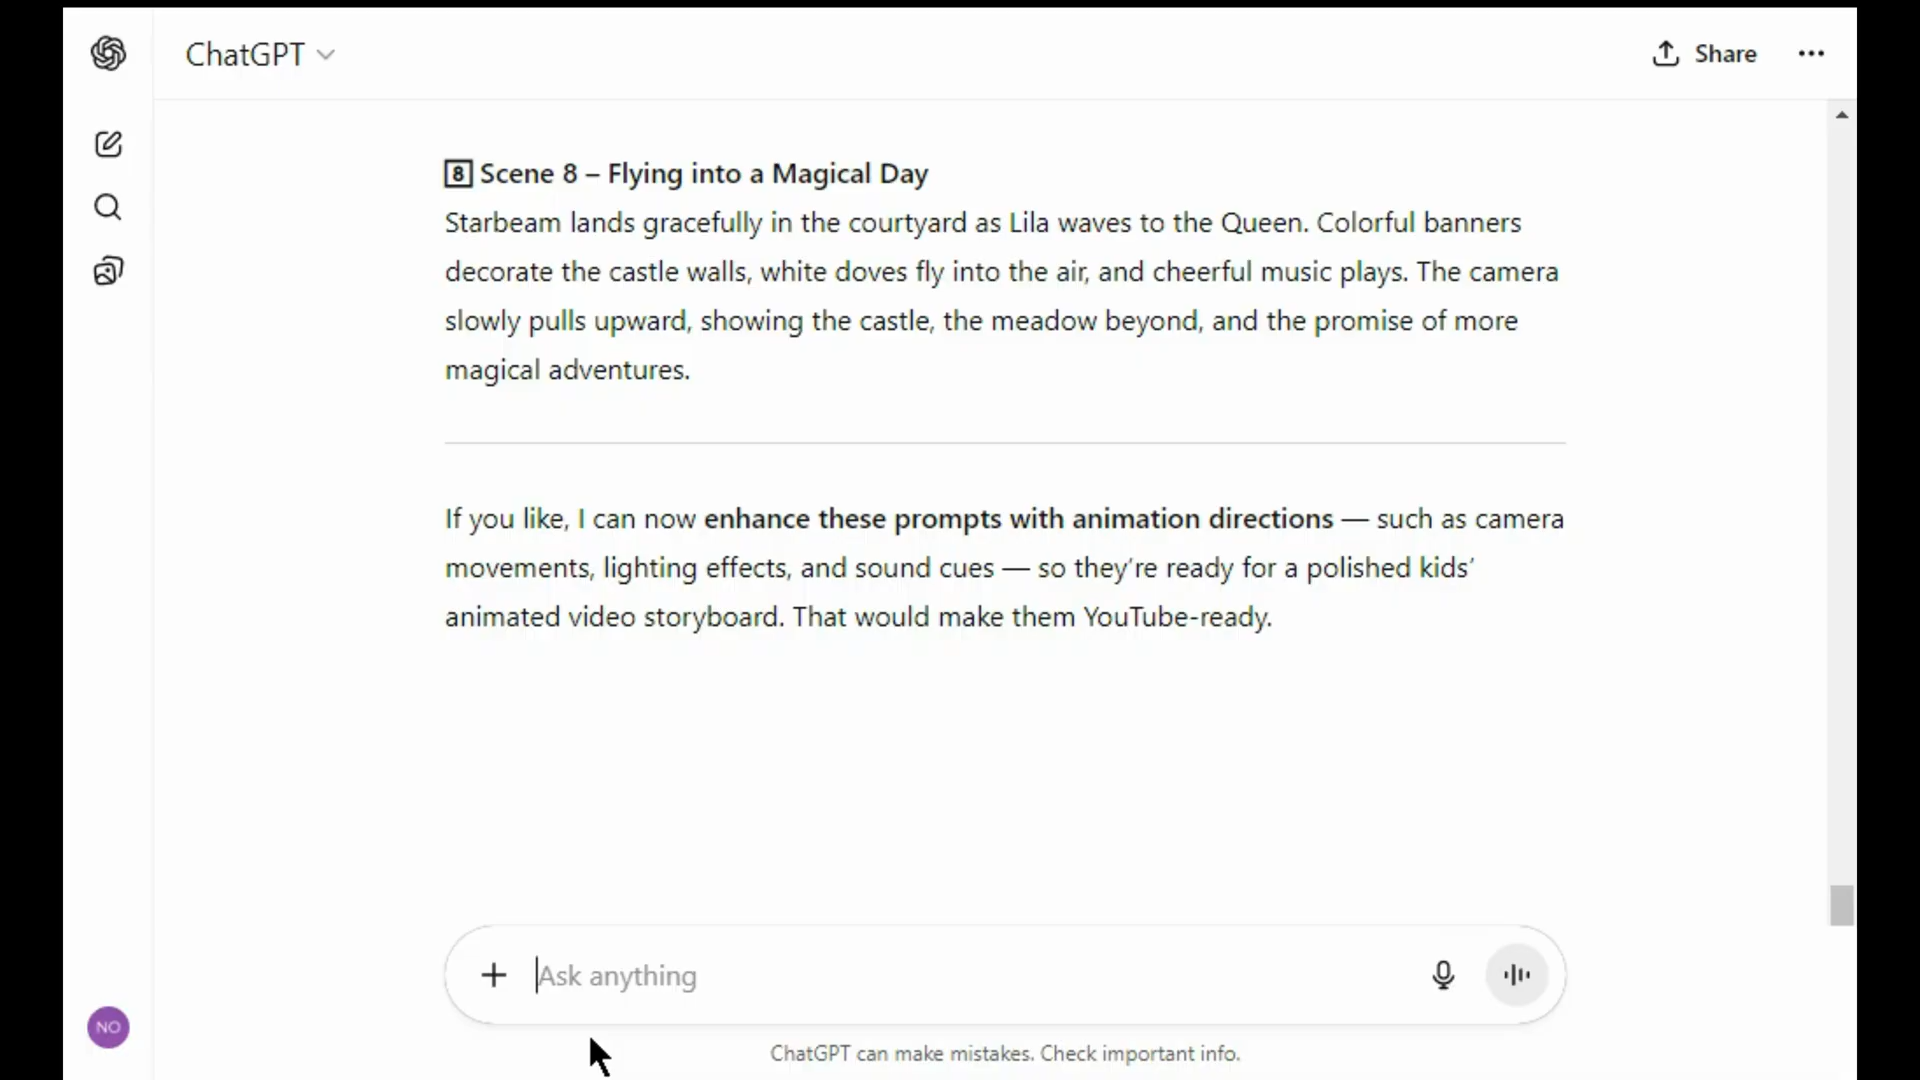 ChatGPT
Share
8 Scene 8 – Flying into a Magical Day
Starbeam lands gracefully in the courtyard as Lila waves to the Queen. Colorful banners
decorate the castle walls, white doves fly into the air, and cheerful music plays. The camera
slowly pulls upward, showing the castle, the meadow beyond, and the promise of more
magical adventures.
If you like, I can now enhance these prompts with animation directions — such as camera
movements, lighting effects, and sound cues — so they’re ready for a polished kids’
animated video storyboard. That would make them YouTube-ready.
Ask anything
NO
ChatGPT can make mistakes. Check important info.